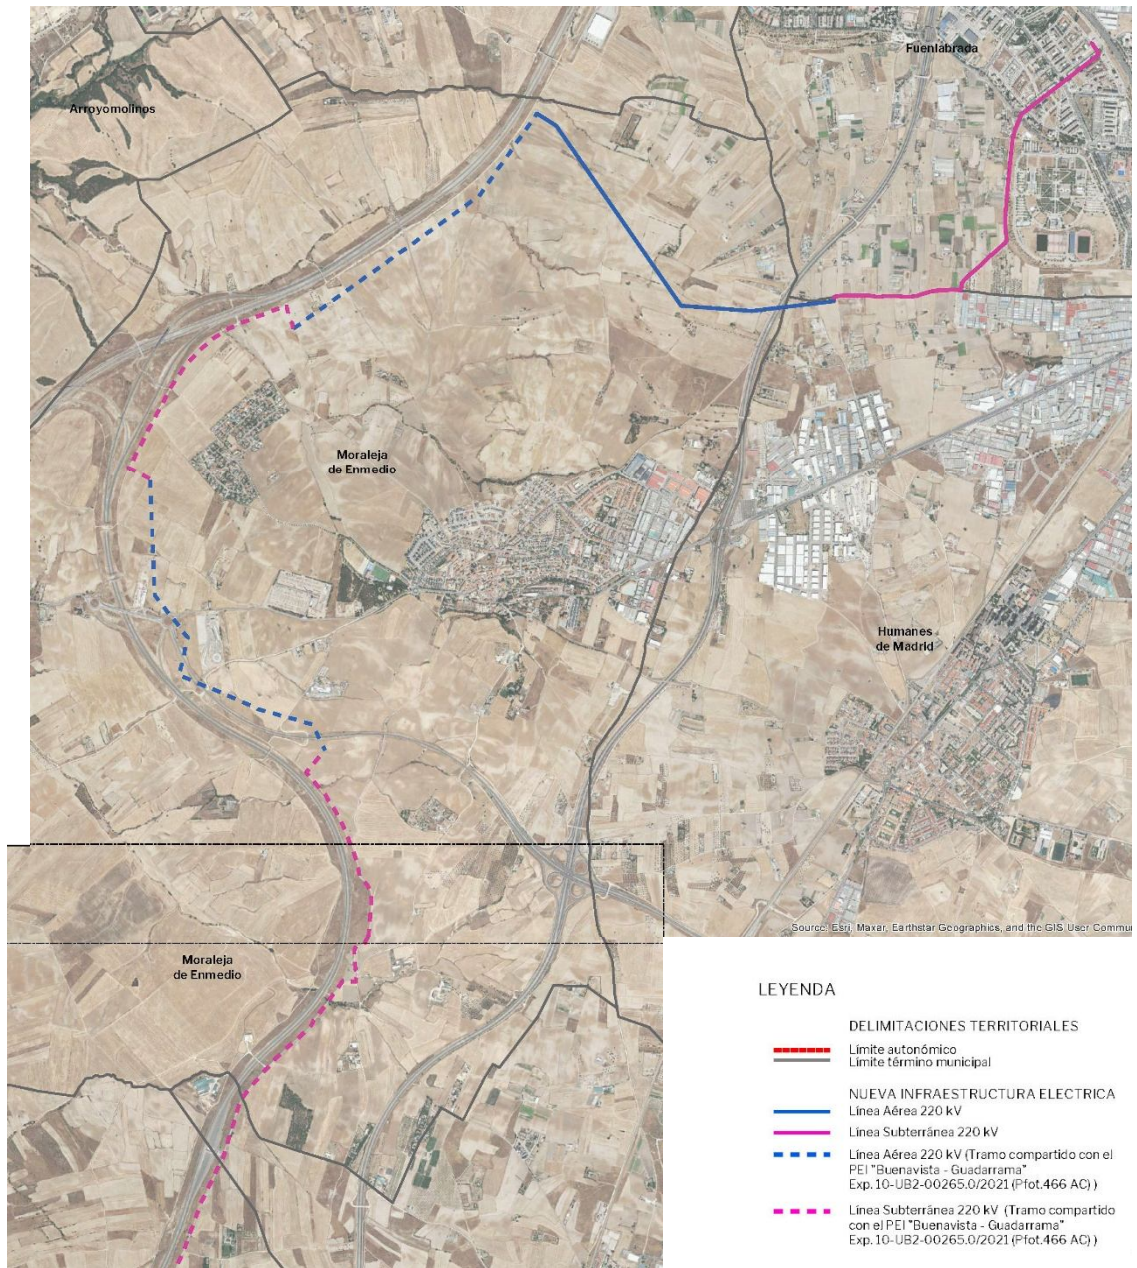 Fuenlabrada
Arroyomolinos
Moraleja
de Enmedio
Humanes
de Madrid
Source: Esri, Maxar, Earthstar Geographics, and the GIS User Commun
Moraleja
de Enmedio
LEYENDA
DELIMITACIONES TERRITORIALES
Límite autonómico
Límite término municipal
NUEVA INFRAESTRUCTURA ELECTRICA
Línea Aérea 220 kV
Línea Subterránea 220 kV
Línea Aérea 220 kV (Tramo compartido con el
PEI "Buenavista - Guadarrama"
Exp. 10-UB2-00265.0/2021 (Pfot.466 AC) )
Línea Subterránea 220 kV (Tramo compartido
con el PEI "Buenavista - Guadarrama"
Exp. 10-UB2-00265.0/2021 (Pfot.466 AC) )